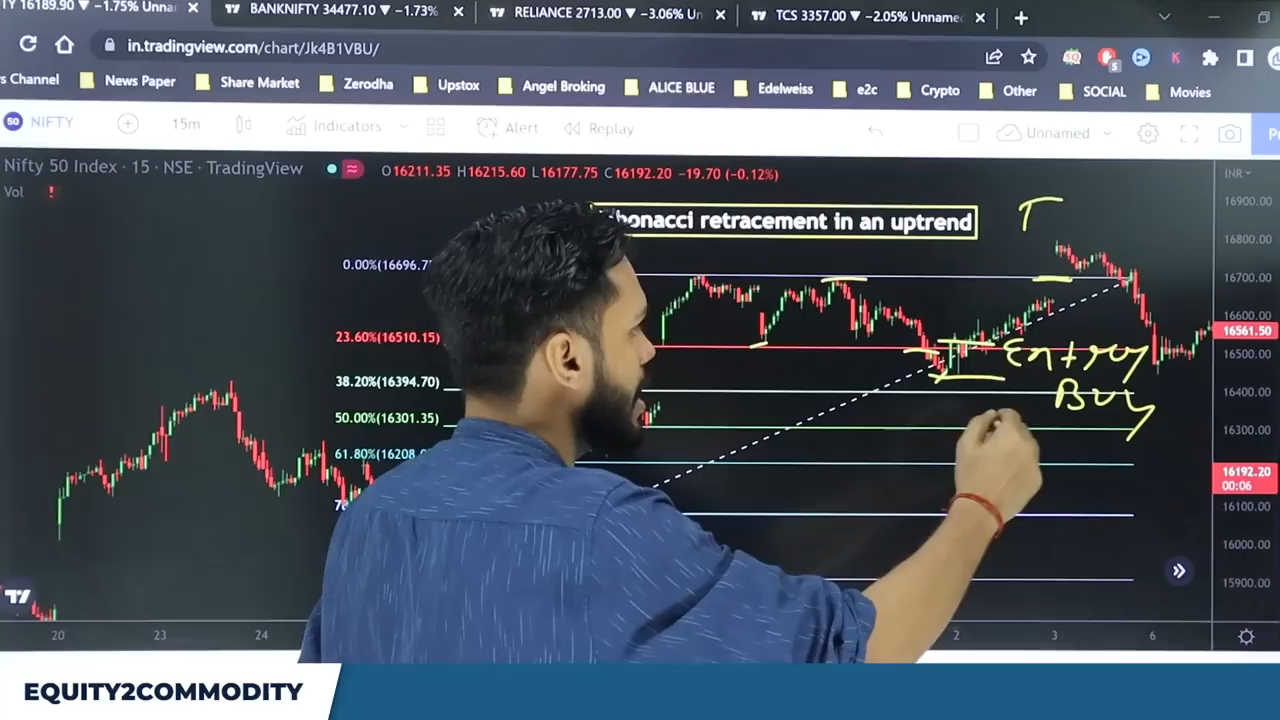 TY 16189.90 ▼ −1.75% Unnar
BANKNIFTY 34477.10 ▼ −1.73%
RELIANCE 2713.00 ▼ −3.06% Un
TCS 3357.00 ▼ −2.05% Unname
in.tradingview.com/chart/Jk4B1VBU/
s Channel News Paper Share Market Zerodha Upstox Angel Broking ALICE BLUE Edelweiss e2c Crypto Other SOCIAL Movies
50 NIFTY 15m Indicators Alert Replay Unnamed
Nifty 50 Index · 15 · NSE · TradingView O16211.35 H16215.60 L16177.75 C16192.20 −19.70 (−0.12%)
INR
Vol !
bonacci retracement in an uptrend
T
0.00%(16696.7
23.60%(16510.15)
38.20%(16394.70)
50.00%(16301.35)
61.80%(16208.
Entry
Buy
16900.00
16800.00
16700.00
16600.00
16561.50
16500.00
16400.00
16300.00
16192.20
00:06
16100.00
16000.00
15900.00
20 23 24 2 3 6
EQUITY2COMMODITY